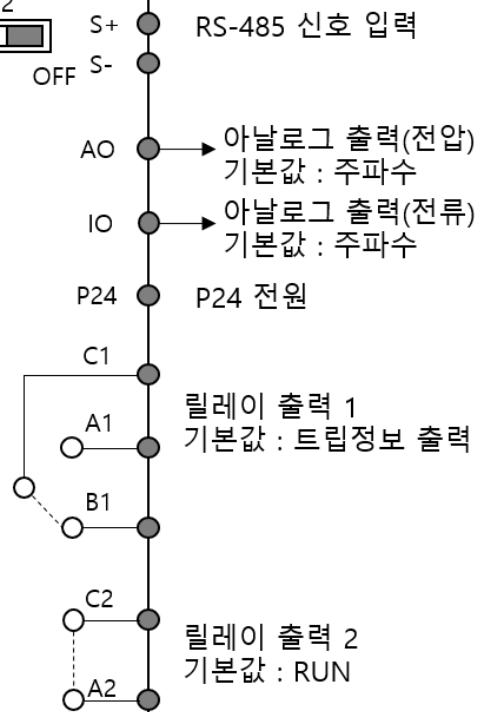 2
S+ RS-485 신호 입력
OFF S-
AO 아날로그 출력(전압)
기본값 : 주파수
IO 아날로그 출력(전류)
기본값 : 주파수
P24 P24 전원
C1
릴레이 출력 1
A1 기본값 : 트립정보 출력
B1
C2
릴레이 출력 2
기본값 : RUN
A2